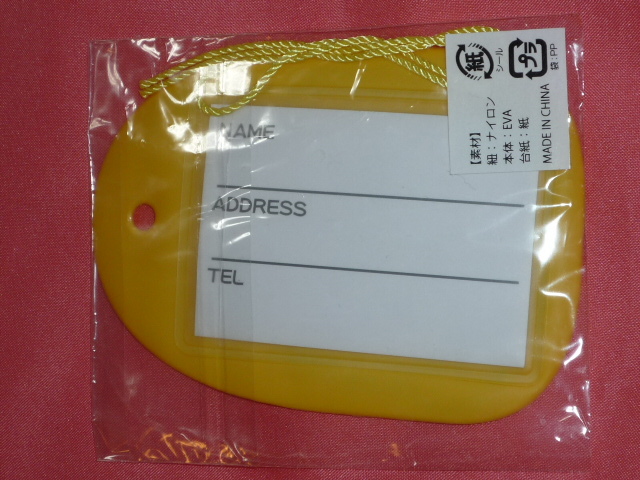 NAME
ADDRESS
TEL
紙
シール
プラ
袋:PP
【素材】
紐:ナイロン
本体:EVA
台紙:紙
MADE IN CHINA